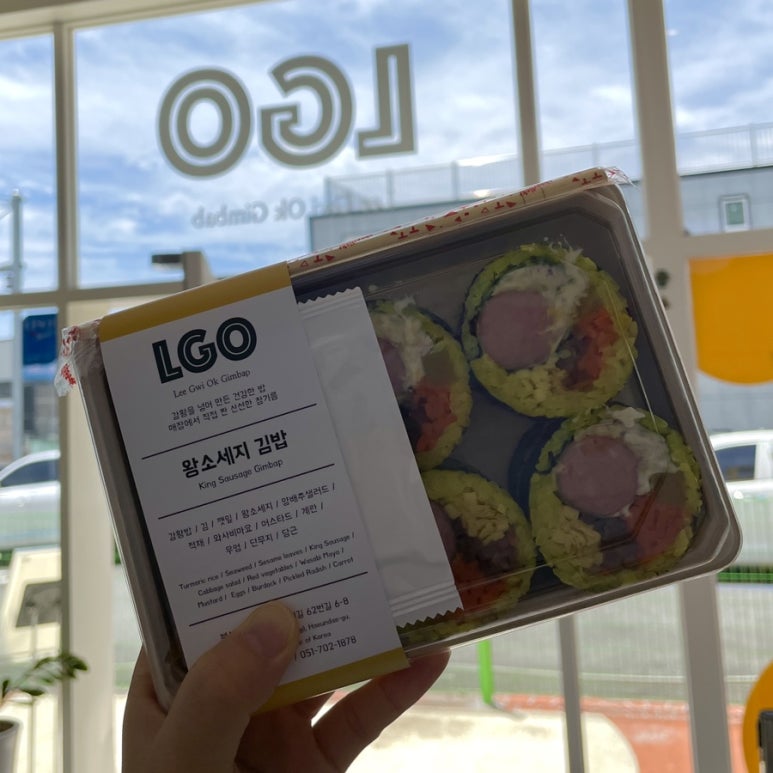 LGO
Gwi Ok Gimbab
LGO
Lee Gwi Ok Gimbap
강황을 넣어 만든 건강한 밥
매장에서 직접 짠 신선한 참기름
왕소세지 김밥
King Sausage Gimbap
강황밥 / 김 / 깻잎 / 왕소세지 / 양배추샐러드 /
적채 / 와사비마요 / 머스타드 / 계란 /
우엉 / 단무지 / 당근
Turmeric rice / Seaweed / Sesame leaves / King Sausage /
Cabbage salad / Red vegetables / Wasabi Mayo /
Mustard / Eggs / Burdock / Pickled Radish / Carrot
62번길 6-8
Haeundae-gu,
of Korea
051-702-1878